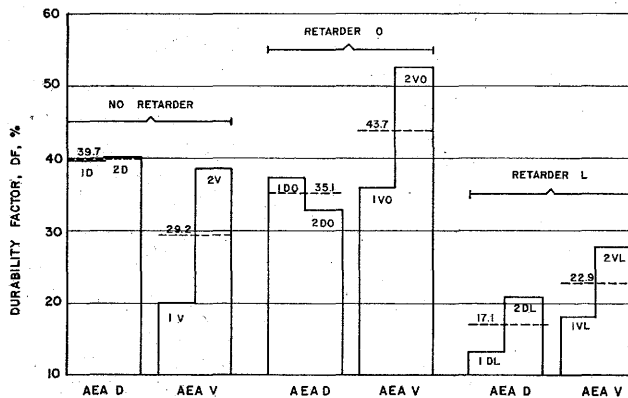 DURABILITY FACTOR, DF, %
60
50
40
30
20
10
NO RETARDER
RETARDER O
RETARDER L
39.7
1D
2D
29.2
1V
2V
1DO
35.1
2DO
43.7
1VO
2VO
17.1
1DL
2DL
22.9
1VL
2VL
AEA D
AEA V
AEA D
AEA V
AEA D
AEA V